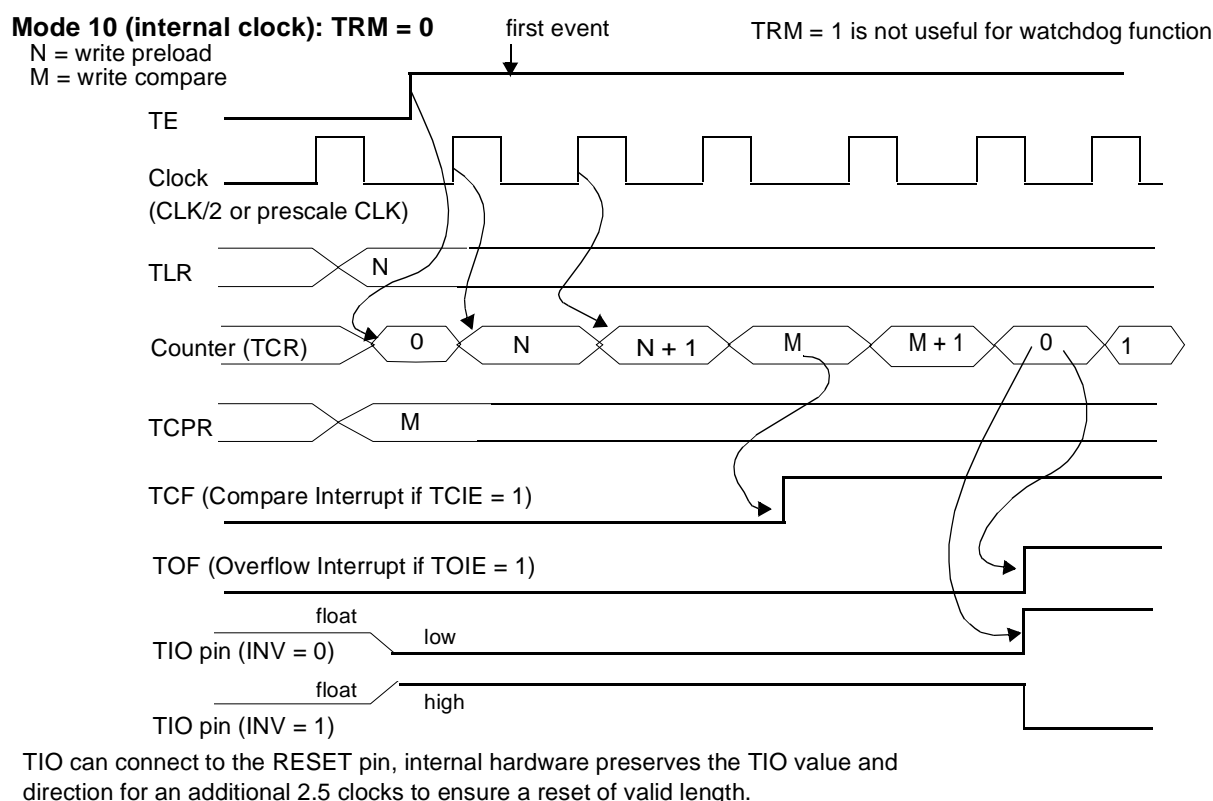 Mode 10 (internal clock): TRM = 0
first event
TRM = 1 is not useful for watchdog function
N = write preload
M = write compare
TE
Clock
(CLK/2 or prescale CLK)
TLR
N
Counter (TCR)
0
N
N + 1
M
M + 1
0
1
TCPR
M
TCF (Compare Interrupt if TCIE = 1)
TOF (Overflow Interrupt if TOIE = 1)
float
low
TIO pin (INV = 0)
float
high
TIO pin (INV = 1)
TIO can connect to the RESET pin, internal hardware preserves the TIO value and
direction for an additional 2.5 clocks to ensure a reset of valid length.